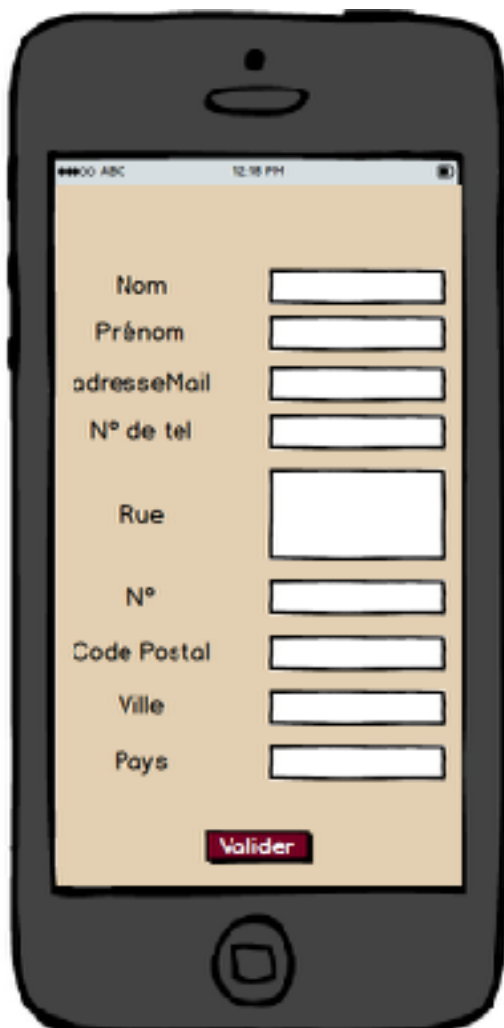 ABC 12:18 PM
Nom
Prénom
adresseMail
N° de tel
Rue
N°
Code Postal
Ville
Pays
Valider